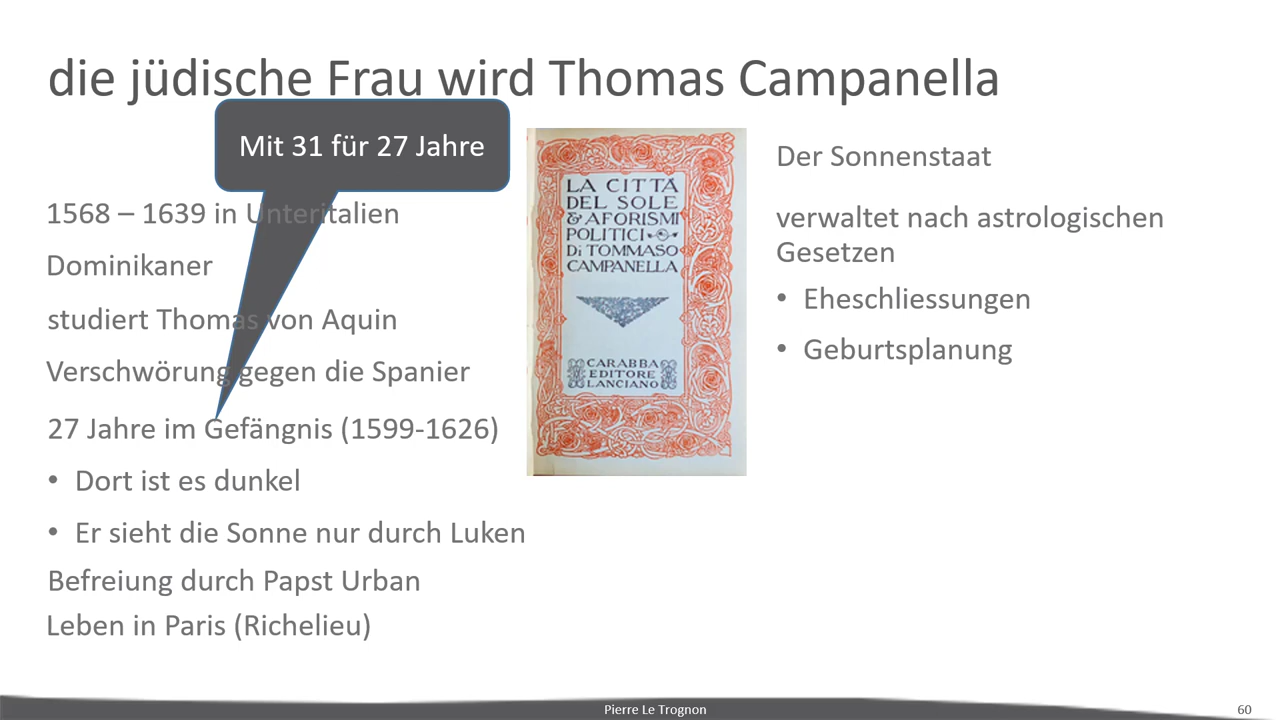 die jüdische Frau wird Thomas Campanella
Mit 31 für 27 Jahre
1568 – 1639 in Unteritalien
Dominikaner
studiert Thomas von Aquin
Verschwörung gegen die Spanier
27 Jahre im Gefängnis (1599-1626)
• Dort ist es dunkel
• Er sieht die Sonne nur durch Luken
Befreiung durch Papst Urban
Leben in Paris (Richelieu)
LA CITTÀ
DEL SOLE
& AFORISMI
POLITICI
Di TOMMASO
CAMPANELLA
CARABBA
EDITORE
LANCIANO
Der Sonnenstaat
verwaltet nach astrologischen
Gesetzen
• Eheschliessungen
• Geburtsplanung
Pierre Le Trognon
60